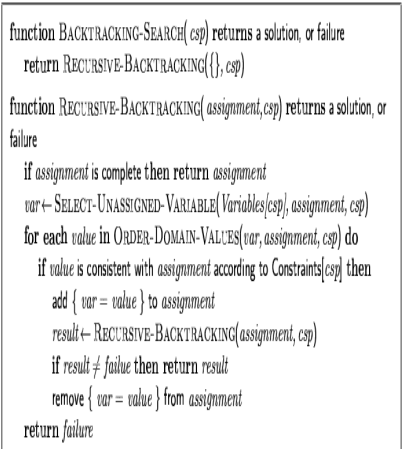 function BACKTRACKING-SEARCH( csp) returns a solution, or failure
return RECURSIVE-BACKTRACKING({ }, csp)
function RECURSIVE-BACKTRACKING( assignment,csp) returns a solution, or
failure
if assignment is complete then return assignment
var ← SELECT-UNASSIGNED-VARIABLE( Variables[csp], assignment, csp)
for each value in ORDER-DOMAIN-VALUES(var, assignment, csp) do
if value is consistent with assignment according to Constraints[csp] then
add { var = value } to assignment
result ← RECURSIVE-BACKTRACKING(assignment, csp)
if result ≠ failue then return result
remove { var = value } from assignment
return failure